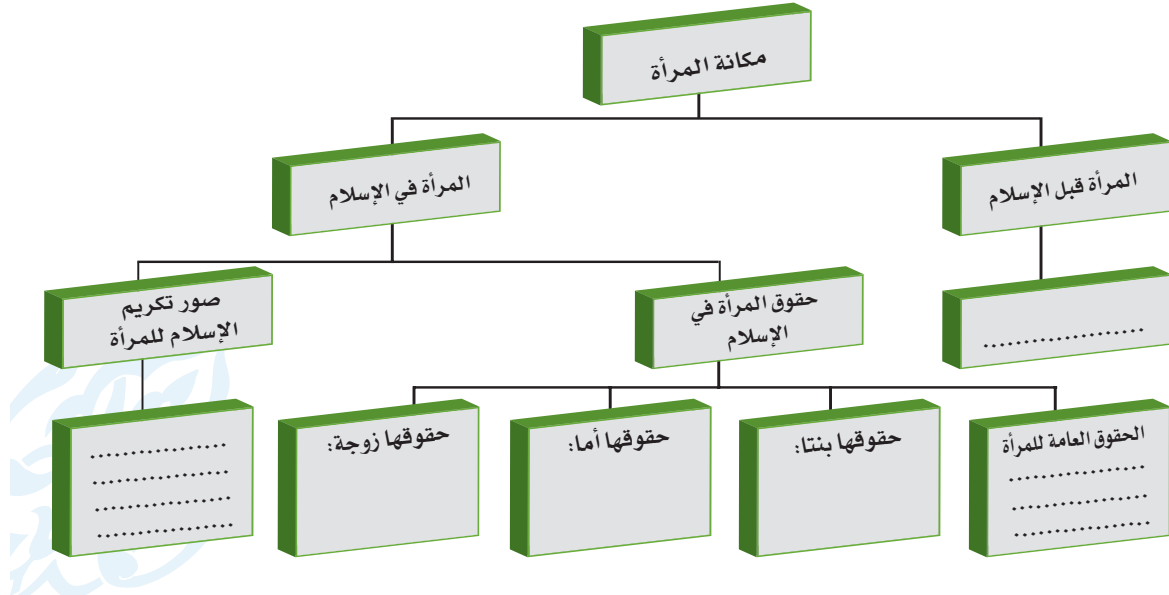 مكانة المرأة
المرأة قبل الإسلام
المرأة في الإسلام
...................
حقوق المرأة في
الإسلام
صور تكريم
الإسلام للمرأة
الحقوق العامة للمرأة
................
................
................
حقوقها بنتا:
حقوقها أما:
حقوقها زوجة:
................
................
................
................